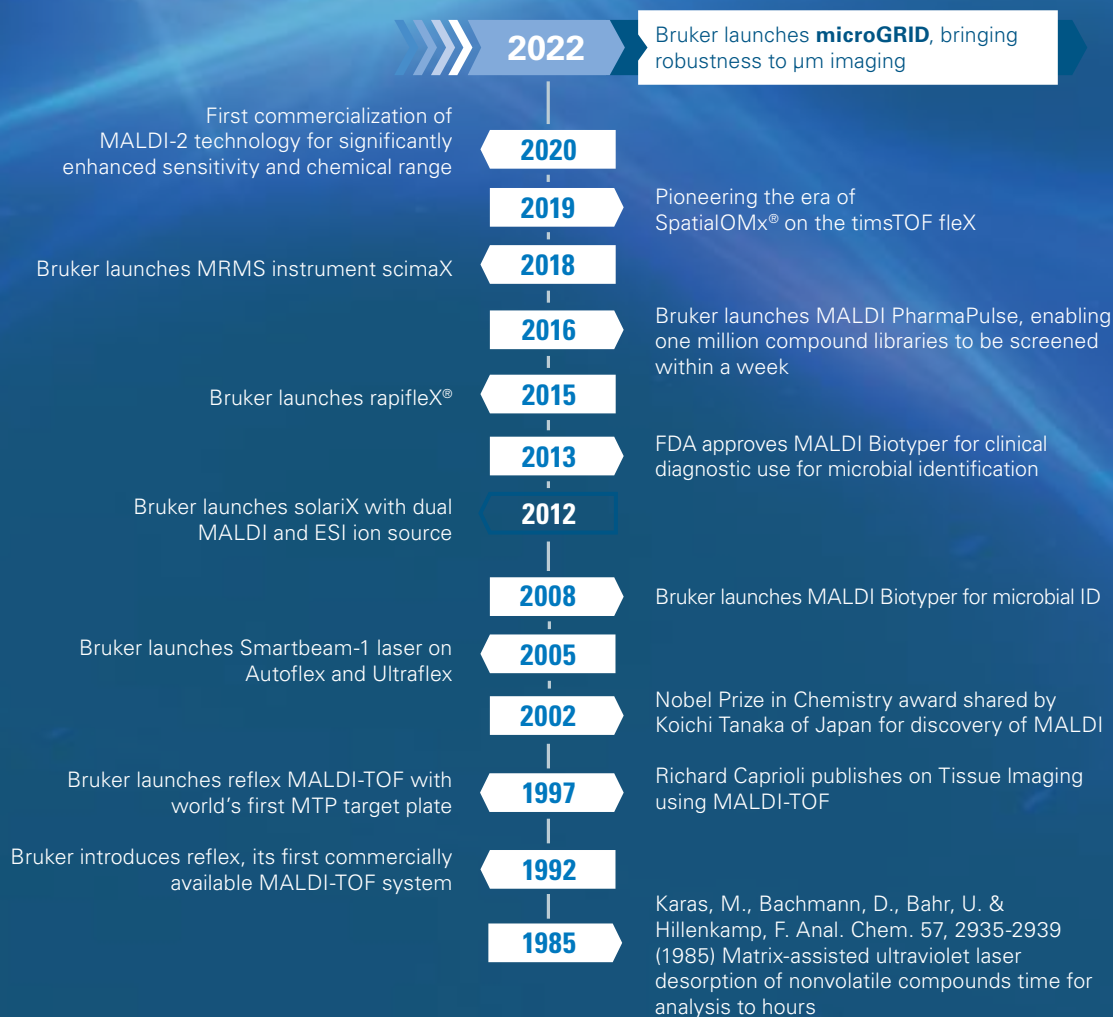 2022
Bruker launches microGRID, bringing
robustness to µm imaging
First commercialization of
MALDI-2 technology for significantly
enhanced sensitivity and chemical range
2020
2019
Pioneering the era of
SpatialOMx® on the timsTOF fleX
Bruker launches MRMS instrument scimaX
2018
2016
Bruker launches MALDI PharmaPulse, enabling
one million compound libraries to be screened
within a week
Bruker launches rapifleX®
2015
2013
FDA approves MALDI Biotyper for clinical
diagnostic use for microbial identification
Bruker launches solariX with dual
MALDI and ESI ion source
2012
2008
Bruker launches MALDI Biotyper for microbial ID
Bruker launches Smartbeam-1 laser on
Autoflex and Ultraflex
2005
2002
Nobel Prize in Chemistry award shared by
Koichi Tanaka of Japan for discovery of MALDI
Bruker launches reflex MALDI-TOF with
world‘s first MTP target plate
1997
Richard Caprioli publishes on Tissue Imaging
using MALDI-TOF
Bruker introduces reflex, its first commercially
available MALDI-TOF system
1992
1985
Karas, M., Bachmann, D., Bahr, U. &
Hillenkamp, F. Anal. Chem. 57, 2935-2939
(1985) Matrix-assisted ultraviolet laser
desorption of nonvolatile compounds time for
analysis to hours